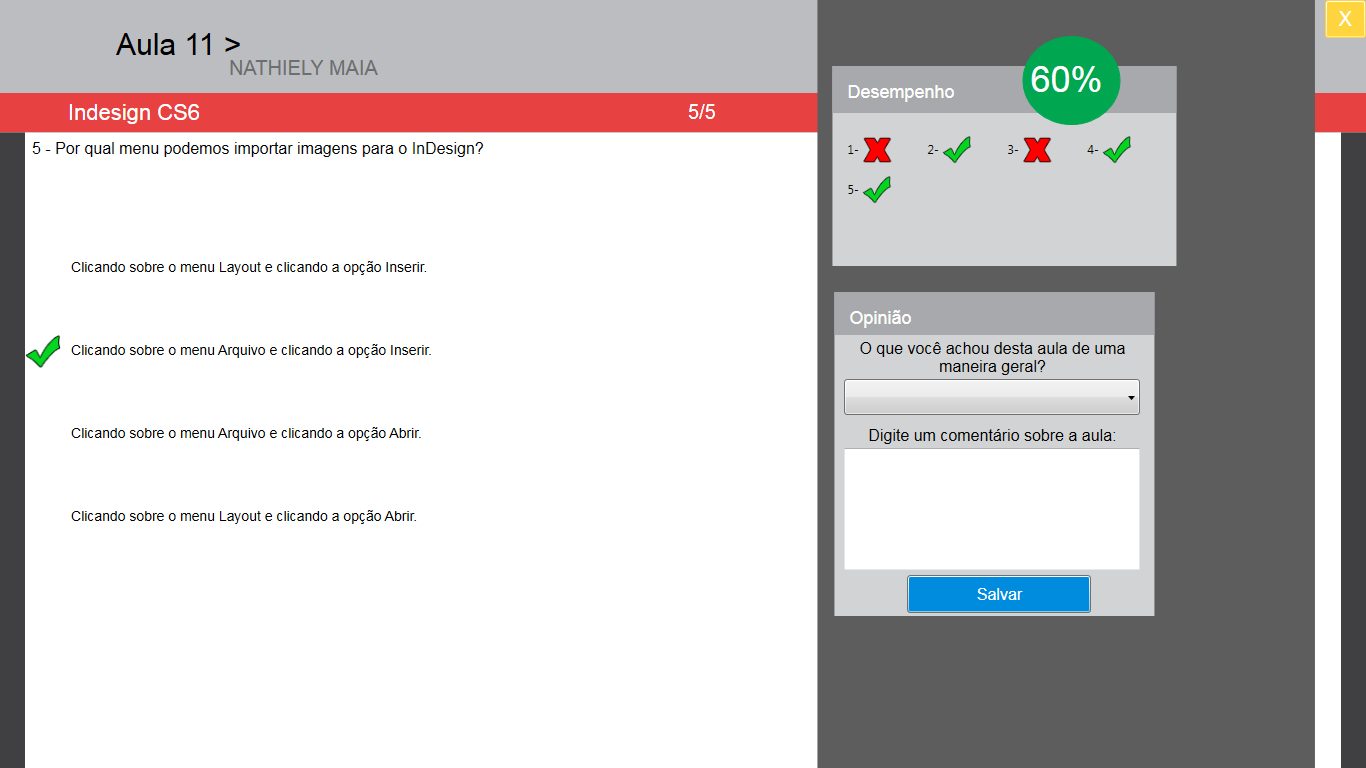 Aula 11 >
NATHIELY MAIA
Indesign CS6
5/5
5 - Por qual menu podemos importar imagens para o InDesign?
Clicando sobre o menu Layout e clicando a opção Inserir.
Clicando sobre o menu Arquivo e clicando a opção Inserir.
Clicando sobre o menu Arquivo e clicando a opção Abrir.
Clicando sobre o menu Layout e clicando a opção Abrir.
X
60%
Desempenho
1- 2- 3- 4-
5-
Opinião
O que você achou desta aula de uma
maneira geral?
Digite um comentário sobre a aula:
Salvar